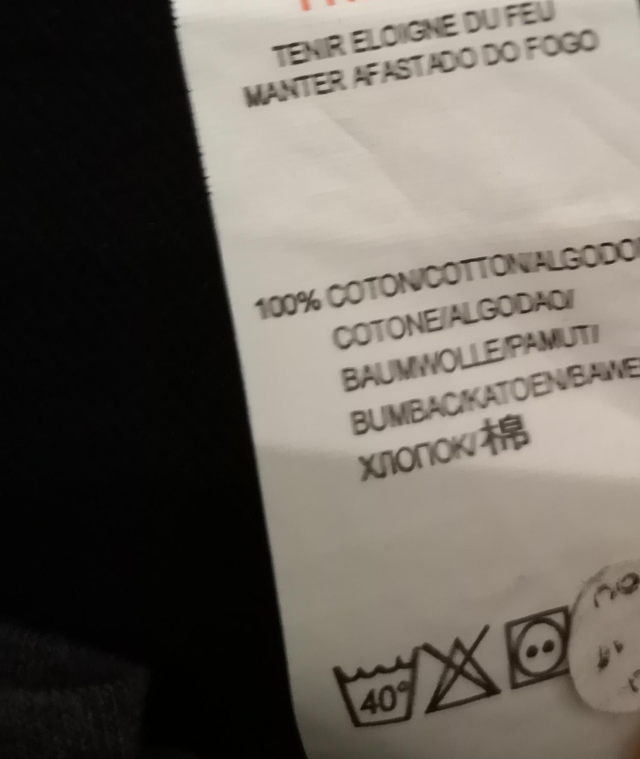 TENIR ELOIGNE DU FEU
MANTER AFASTADO DO FOGO
100% COTON/COTTON/ALGODO
COTONE/ALGODAO/
BAUMWOLLE/PAMUT/
BUMBAC/KATOEN/BAWE
ХЛОПОК/棉
40°